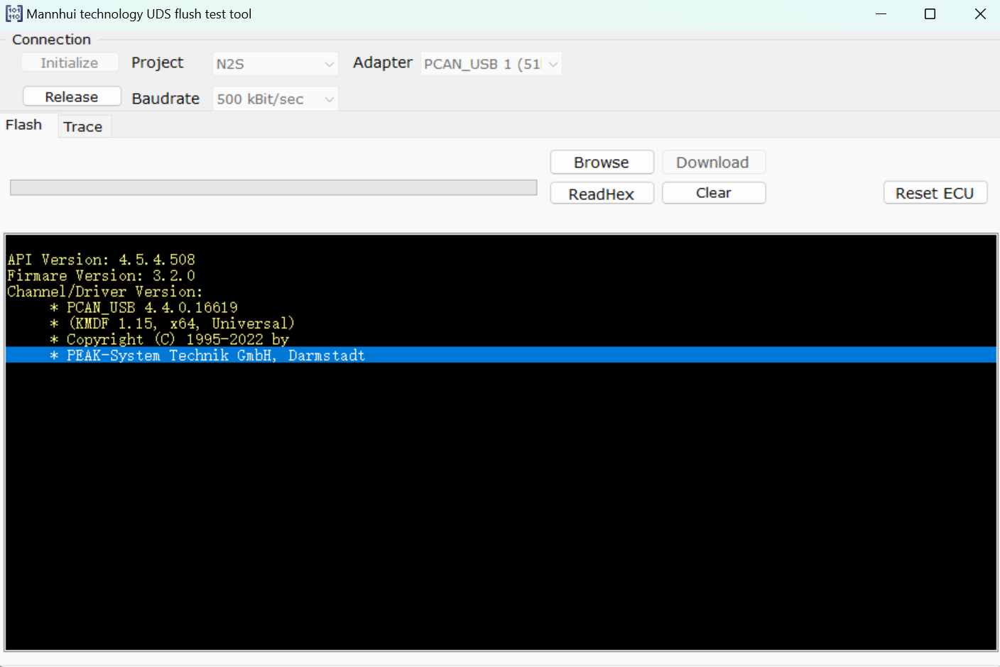 Mannhui technology UDS flush test tool
Connection
Initialize Project N2S Adapter PCAN_USB 1 (51
Release Baudrate 500 kBit/sec
Flash Trace
Browse Download
ReadHex Clear Reset ECU
API Version: 4.5.4.508
Firmare Version: 3.2.0
Channel/Driver Version:
* PCAN_USB 4.4.0.16619
* (KMDF 1.15, x64, Universal)
* Copyright (C) 1995-2022 by
* PEAK-System Technik GmbH, Darmstadt